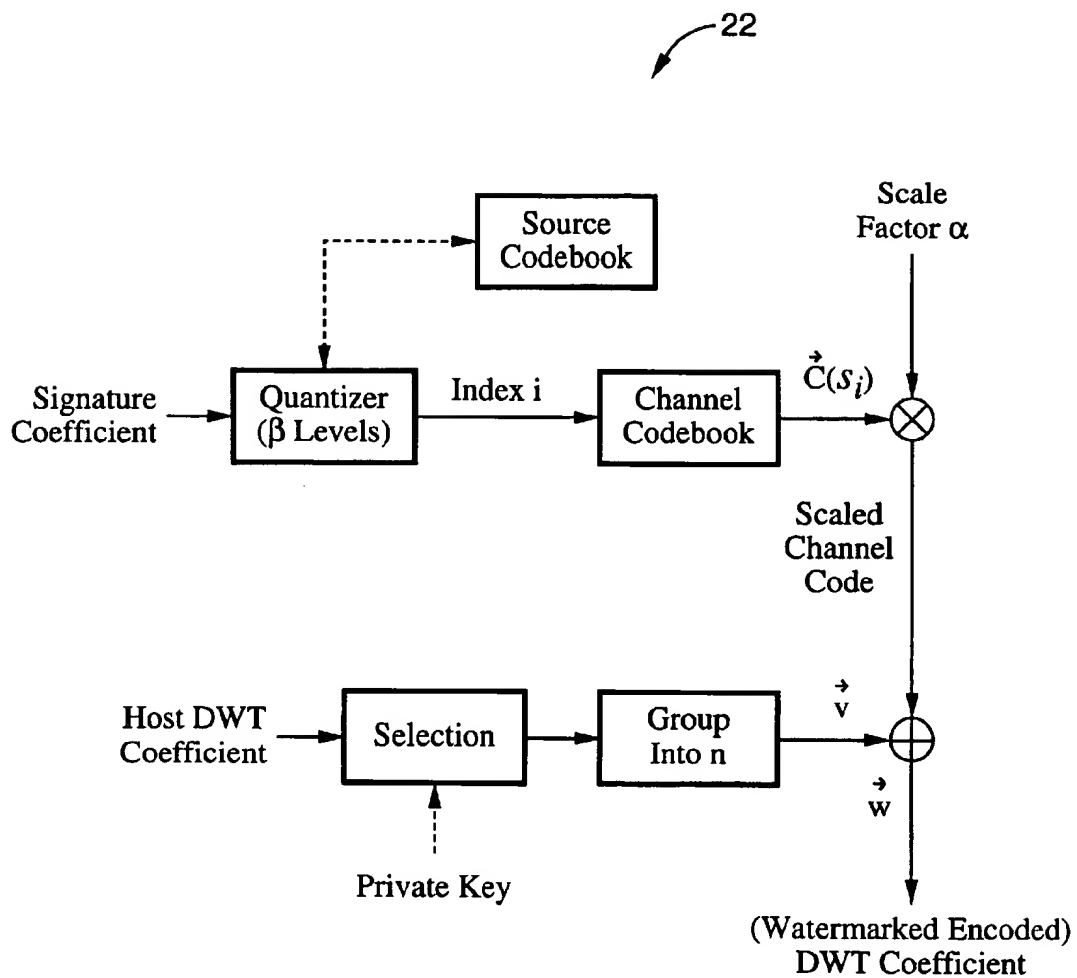 22
Scale
Factor α
Source
Codebook
Signature
Coefficient
Quantizer
(β Levels)
Index i
Channel
Codebook
C⃗(Sᵢ)
Scaled
Channel
Code
Host DWT
Coefficient
Selection
Group
Into n
v⃗
w⃗
Private Key
(Watermarked Encoded)
DWT Coefficient